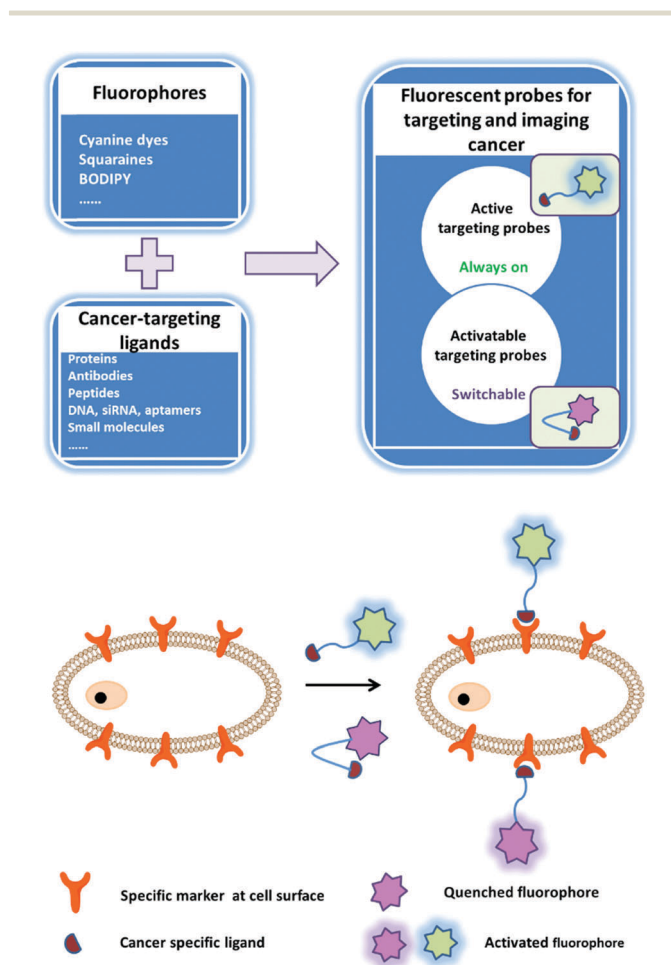 Fluorophores
Cyanine dyes
Squaraines
BODIPY
......
Cancer-targeting
ligands
Proteins
Antibodies
Peptides
DNA, siRNA, aptamers
Small molecules
......
Fluorescent probes for
targeting and imaging
cancer
Active
targeting probes
Always on
Activatable
targeting probes
Switchable
Specific marker at cell surface
Quenched fluorophore
Cancer specific ligand
Activated fluorophore